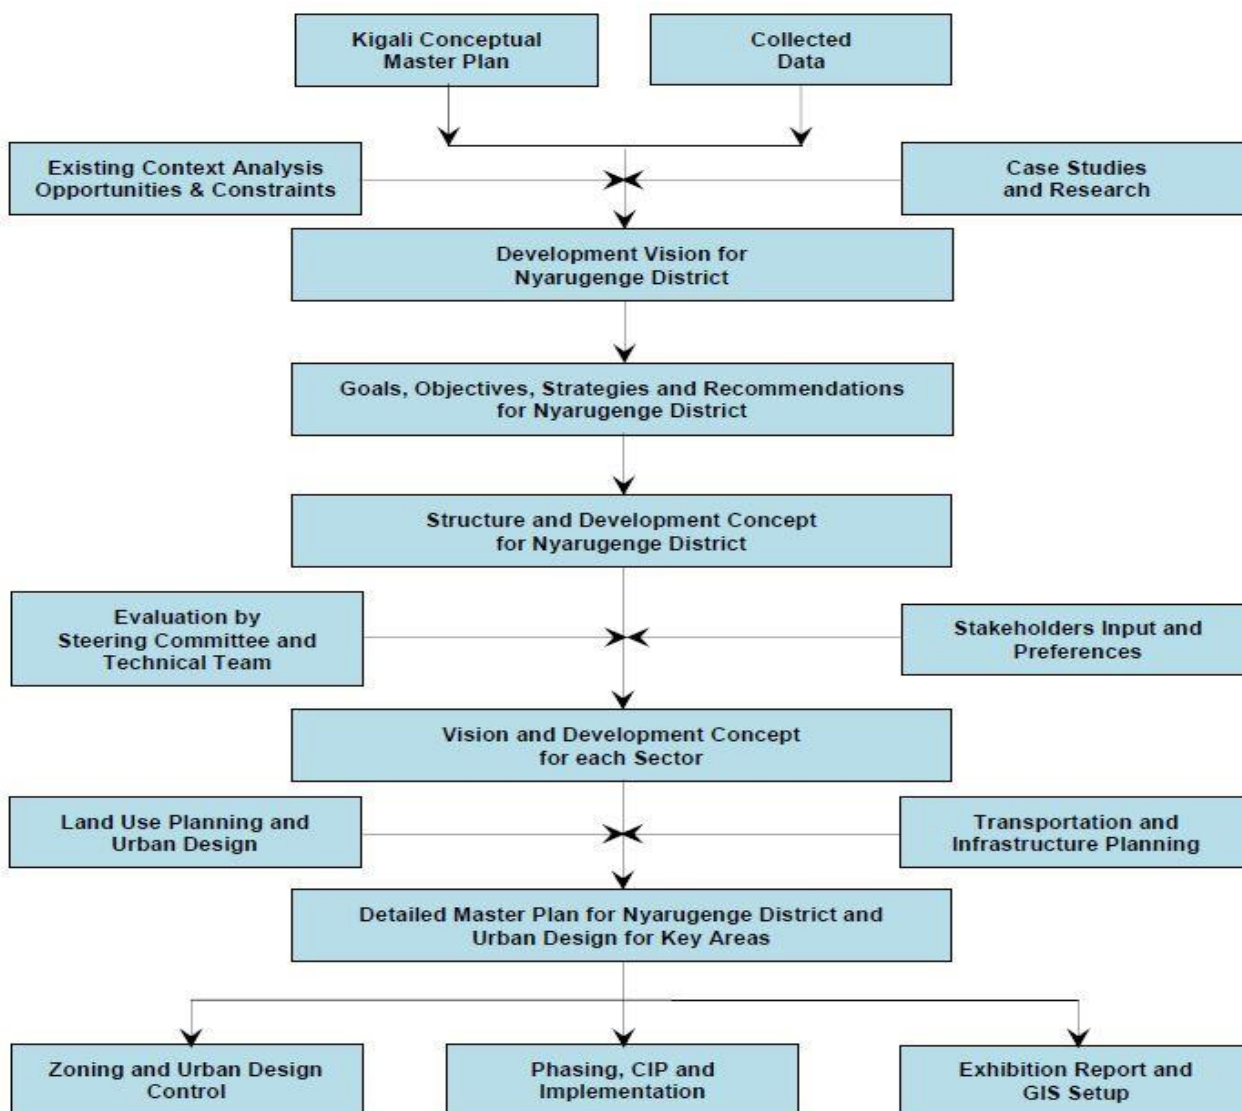 Kigali Conceptual
Master Plan
Collected
Data
Existing Context Analysis
Opportunities & Constraints
Case Studies
and Research
Development Vision for
Nyarugenge District
Goals, Objectives, Strategies and Recommendations
for Nyarugenge District
Structure and Development Concept
for Nyarugenge District
Evaluation by
Steering Committee and
Technical Team
Stakeholders Input and
Preferences
Vision and Development Concept
for each Sector
Land Use Planning and
Urban Design
Transportation and
Infrastructure Planning
Detailed Master Plan for Nyarugenge District and
Urban Design for Key Areas
Zoning and Urban Design
Control
Phasing, CIP and
Implementation
Exhibition Report and
GIS Setup